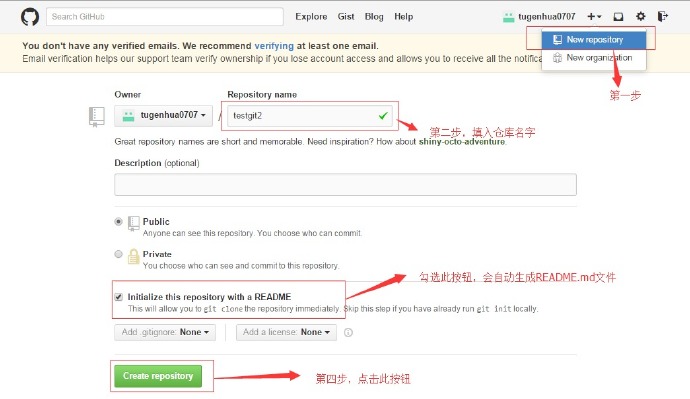 Search GitHub
Explore Gist Blog Help
tugenhua0707
You don't have any verified emails. We recommend verifying at least one email.
Email verification helps our support team verify ownership if you lose account access and allows you to receive all the notifica
New repository
New organization
第一步
Owner
Repository name
tugenhua0707 / testgit2
第二步，填入仓库名字
Great repository names are short and memorable. Need inspiration? How about shiny-octo-adventure.
Description (optional)
Public
Anyone can see this repository. You choose who can commit.
Private
You choose who can see and commit to this repository.
勾选此按钮，会自动生成README.md文件
Initialize this repository with a README
This will allow you to git clone the repository immediately. Skip this step if you have already run git init locally.
Add .gitignore: None
Add a license: None
Create repository
第四步，点击此按钮